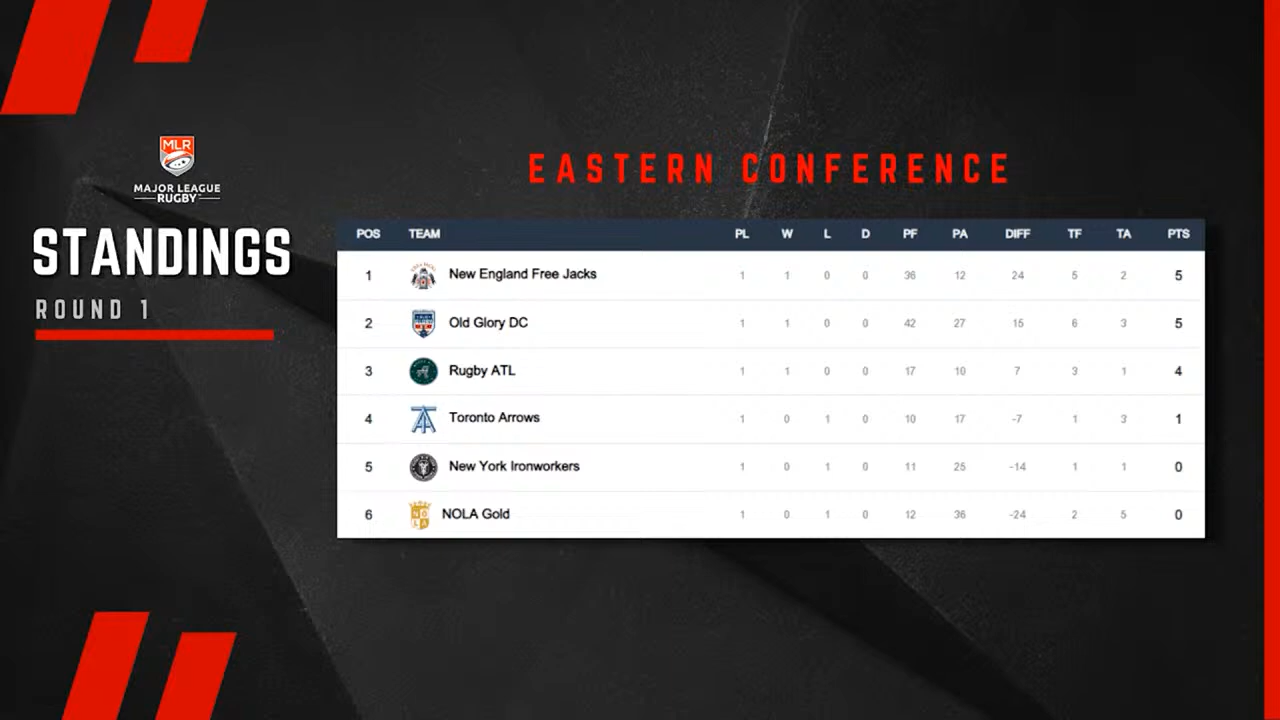 MLR
MAJOR LEAGUE
RUGBY
STANDINGS
ROUND 1
EASTERN CONFERENCE
POS TEAM PL W L D PF PA DIFF TF TA PTS
1 New England Free Jacks 1 1 0 0 36 12 24 5 2 5
2 Old Glory DC 1 1 0 0 42 27 15 6 3 5
3 Rugby ATL 1 1 0 0 17 10 7 3 1 4
4 Toronto Arrows 1 0 1 0 10 17 -7 1 3 1
5 New York Ironworkers 1 0 1 0 11 25 -14 1 1 0
6 NOLA Gold 1 0 1 0 12 36 -24 2 5 0